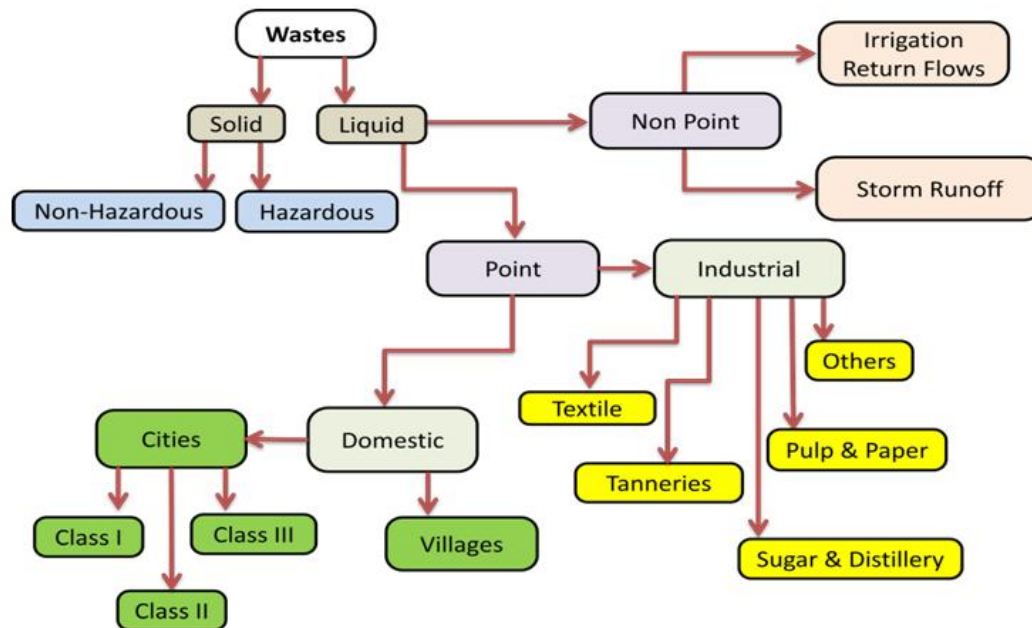 Wastes
Irrigation
Return Flows
Solid
Liquid
Non Point
Non-Hazardous
Hazardous
Storm Runoff
Point
Industrial
Others
Textile
Cities
Domestic
Pulp & Paper
Tanneries
Class I
Class III
Villages
Sugar & Distillery
Class II